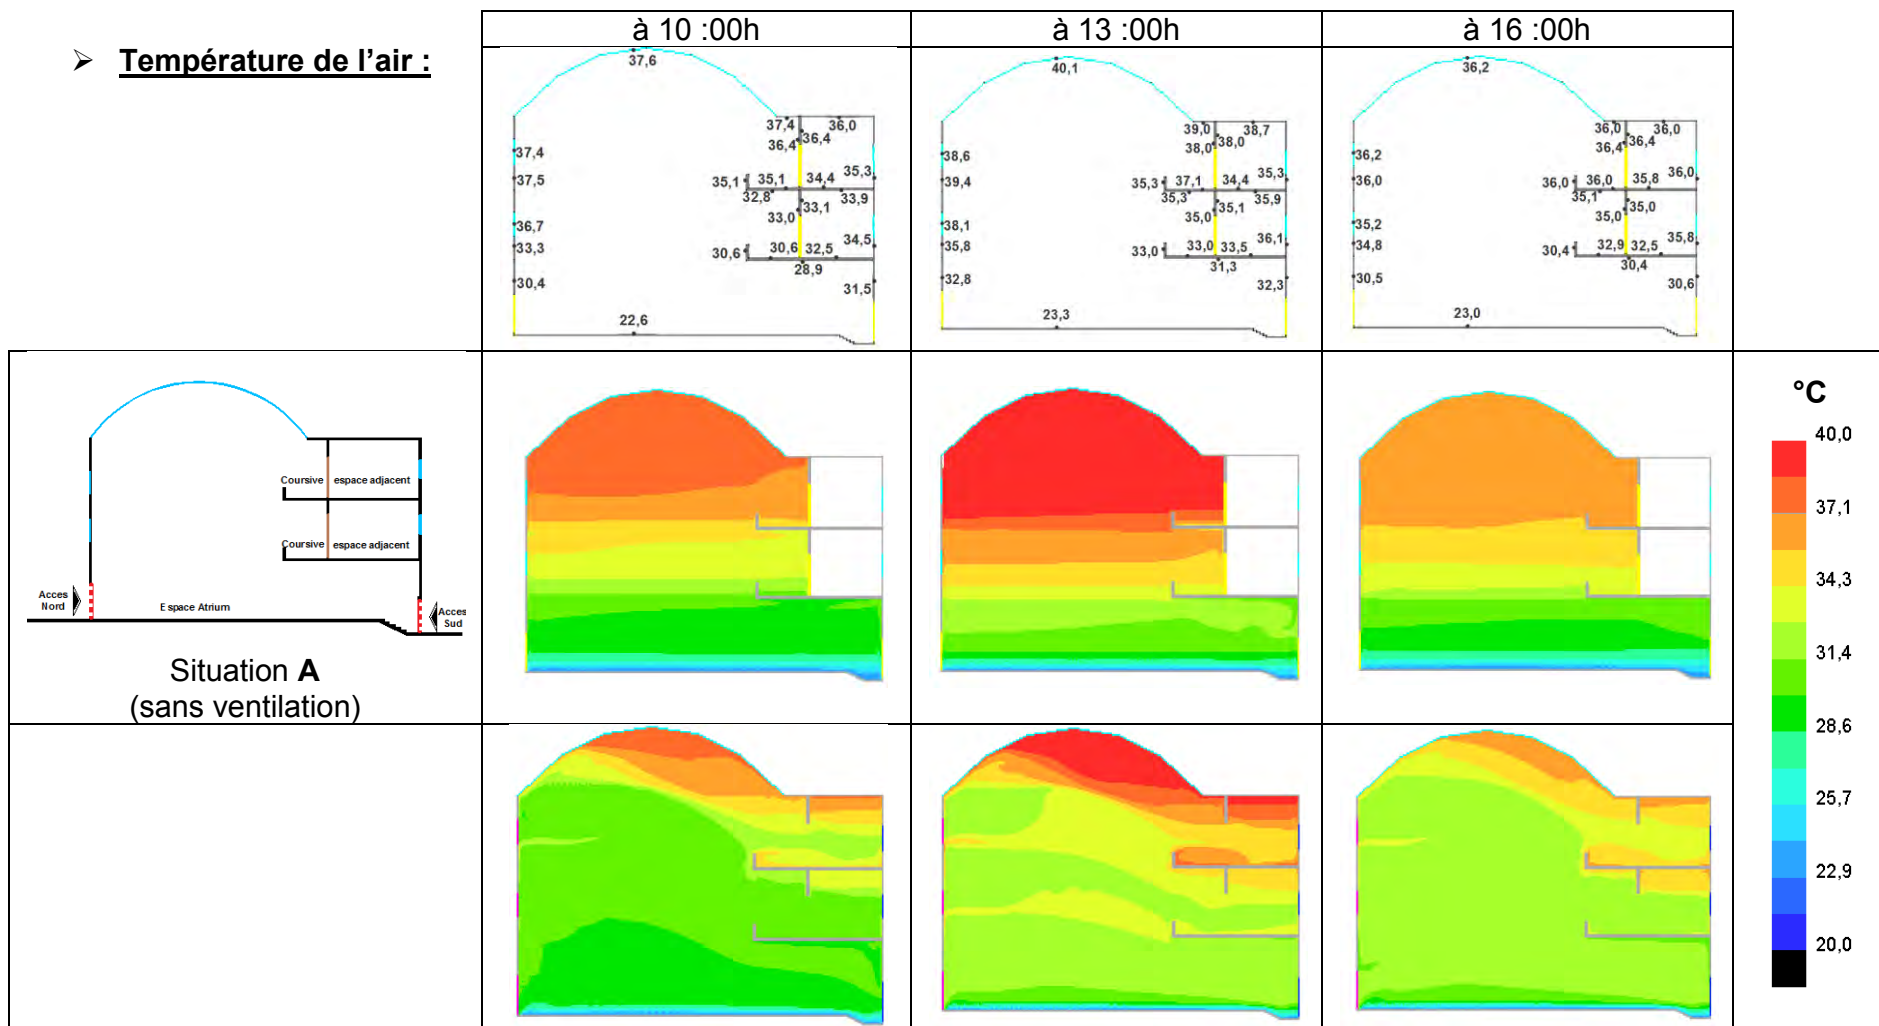 à 10 :00h
à 13 :00h
à 16 :00h
➢ Température de l'air :
37,6
37,4 36,0
36,4
36,4
37,4
37,5
35,1 35,1 34,4 35,3
32,8 33,9
33,1
33,0
36,7
33,3
34,5
30,6 30,6 32,5
28,9
30,4
31,5
22,6
40,1
39,0 38,7
38,0
38,0
38,6
39,4
35,3 37,1 34,4 35,3
35,3 35,9
35,1
35,0
38,1
35,8
36,1
33,0 33,0 33,5
31,3
32,8
32,3
23,3
36,2
36,0 36,0
36,4
36,4
36,2
36,0
36,0 36,0 35,8 36,0
35,1
35,0
35,0
35,2
34,8
35,8
30,4 32,9 32,5
30,4
30,5
30,6
23,0
Coursive espace adjacent
Coursive espace adjacent
Acces
Nord
Espace Atrium
Acces
Sud
Situation A
(sans ventilation)
°C
40,0
37,1
34,3
31,4
28,6
25,7
22,9
20,0